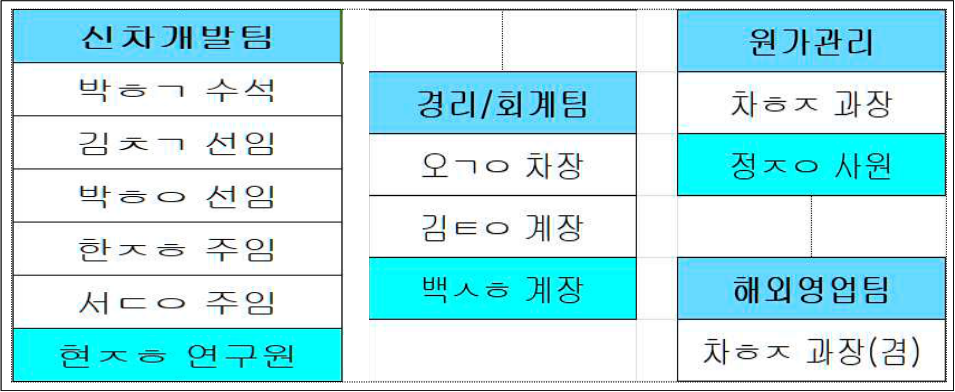 신차개발팀
박ㅎㄱ 수석
김ㅊㄱ 선임
박ㅎㅇ 선임
한ㅈㅎ 주임
서ㄷㅇ 주임
현ㅈㅎ 연구원
경리/회계팀
오ㄱㅇ 차장
김ㅌㅇ 계장
백ㅅㅎ 계장
원가관리
차ㅎㅈ 과장
정ㅈㅇ 사원
해외영업팀
차ㅎㅈ 과장(겸)